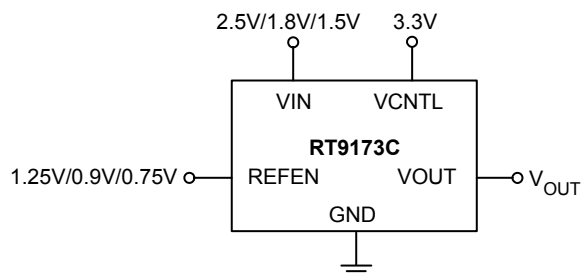 2.5V/1.8V/1.5V 3.3V
VIN VCNTL
RT9173C
1.25V/0.9V/0.75V REFEN VOUT VOUT
GND